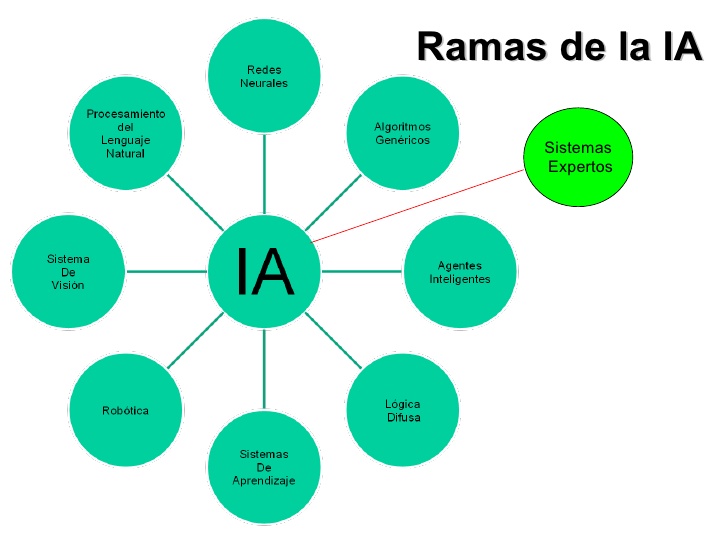 Ramas de la IA
Redes
Neurales
Algoritmos
Genéricos
Sistemas
Expertos
Agentes
Inteligentes
Lógica
Difusa
Sistemas
De
Aprendizaje
Robótica
Sistema
De
Visión
Procesamiento
del
Lenguaje
Natural
IA